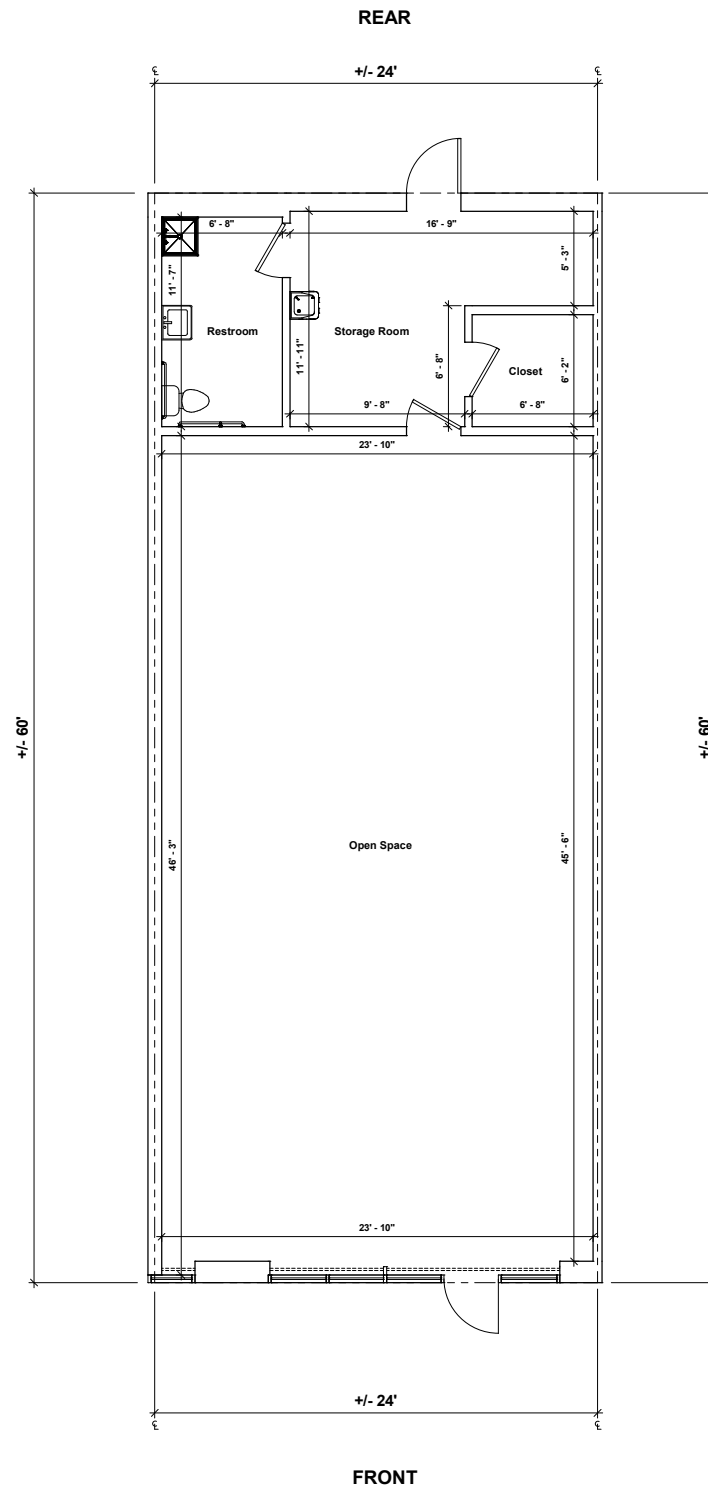 REAR
℄ +/- 24' ℄
6' - 8" 16' - 9"
5' - 3"
11' - 7"
Restroom Storage Room
11' - 11"
6' - 8"
Closet
6' - 2"
9' - 8" 6' - 8"
23' - 10"
+/- 60'
+/- 60'
46' - 3"
Open Space
45' - 6"
23' - 10"
℄ +/- 24' ℄
FRONT